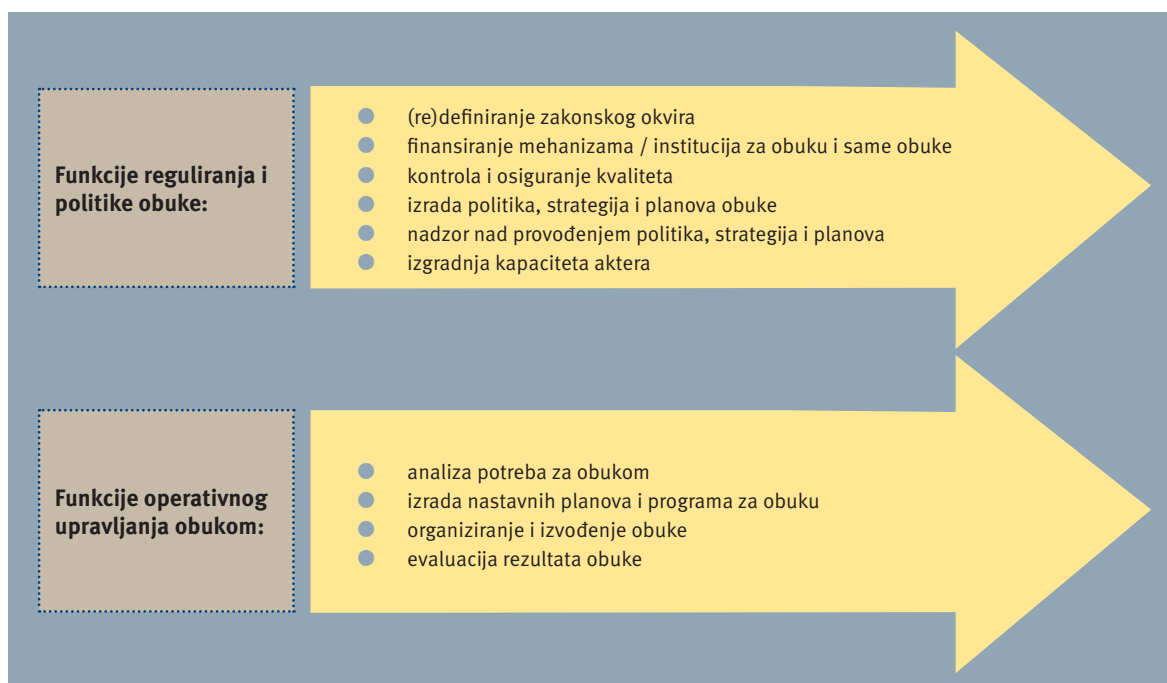 Funkcije reguliranja i
politike obuke:
(re)definiranje zakonskog okvira
finansiranje mehanizama / institucija za obuku i same obuke
kontrola i osiguranje kvaliteta
izrada politika, strategija i planova obuke
nadzor nad provođenjem politika, strategija i planova
izgradnja kapaciteta aktera
Funkcije operativnog
upravljanja obukom:
analiza potreba za obukom
izrada nastavnih planova i programa za obuku
organiziranje i izvođenje obuke
evaluacija rezultata obuke